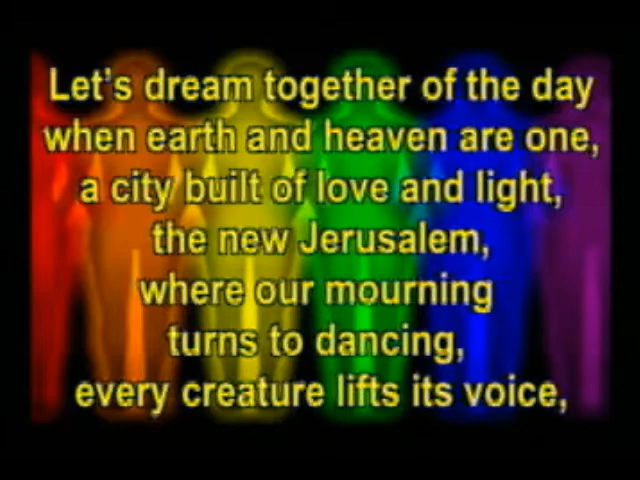 Let's dream together of the day
when earth and heaven are one,
a city built of love and light,
the new Jerusalem,
where our mourning
turns to dancing,
every creature lifts its voice,